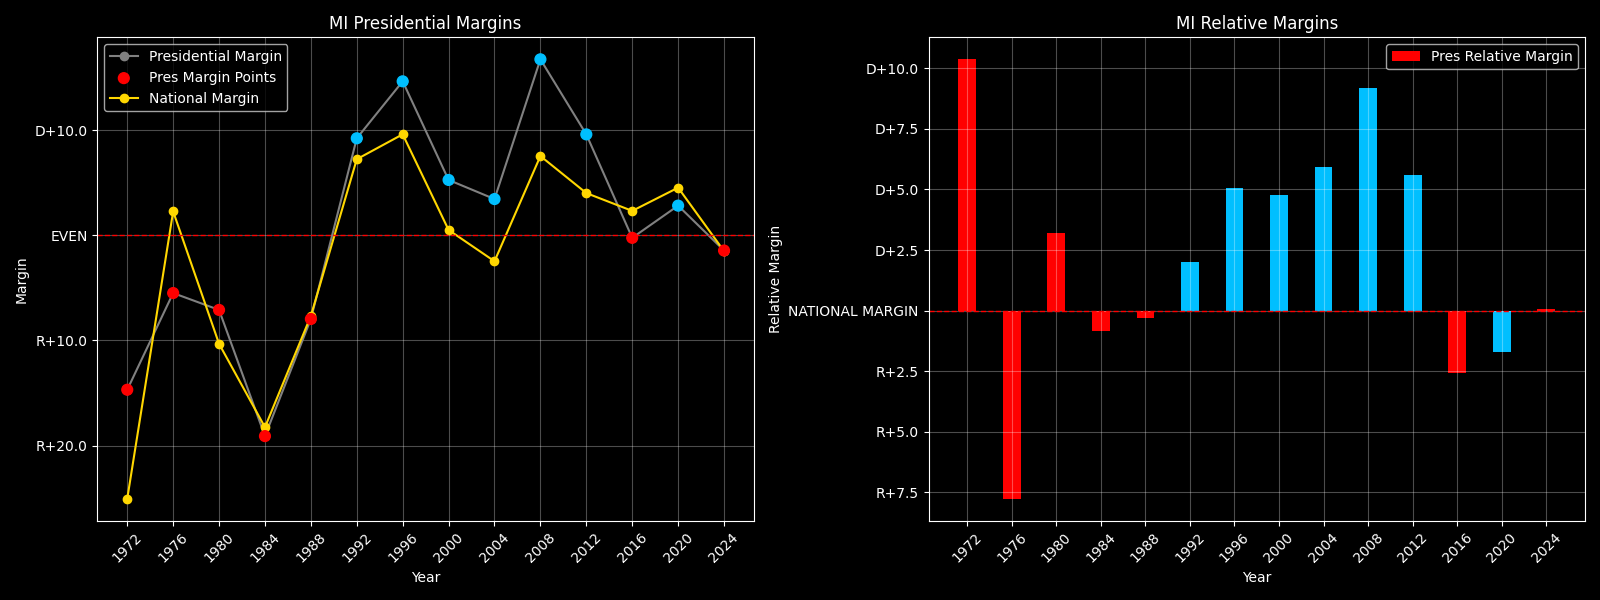 MI Presidential Margins
Presidential Margin
Pres Margin Points
National Margin
D+10.0
EVEN
R+10.0
R+20.0
Margin
1972
1976
1980
1984
1988
1992
1996
2000
2004
2008
2012
2016
2020
2024
Year
MI Relative Margins
Pres Relative Margin
D+10.0
D+7.5
D+5.0
D+2.5
NATIONAL MARGIN
R+2.5
R+5.0
R+7.5
Relative Margin
1972
1976
1980
1984
1988
1992
1996
2000
2004
2008
2012
2016
2020
2024
Year